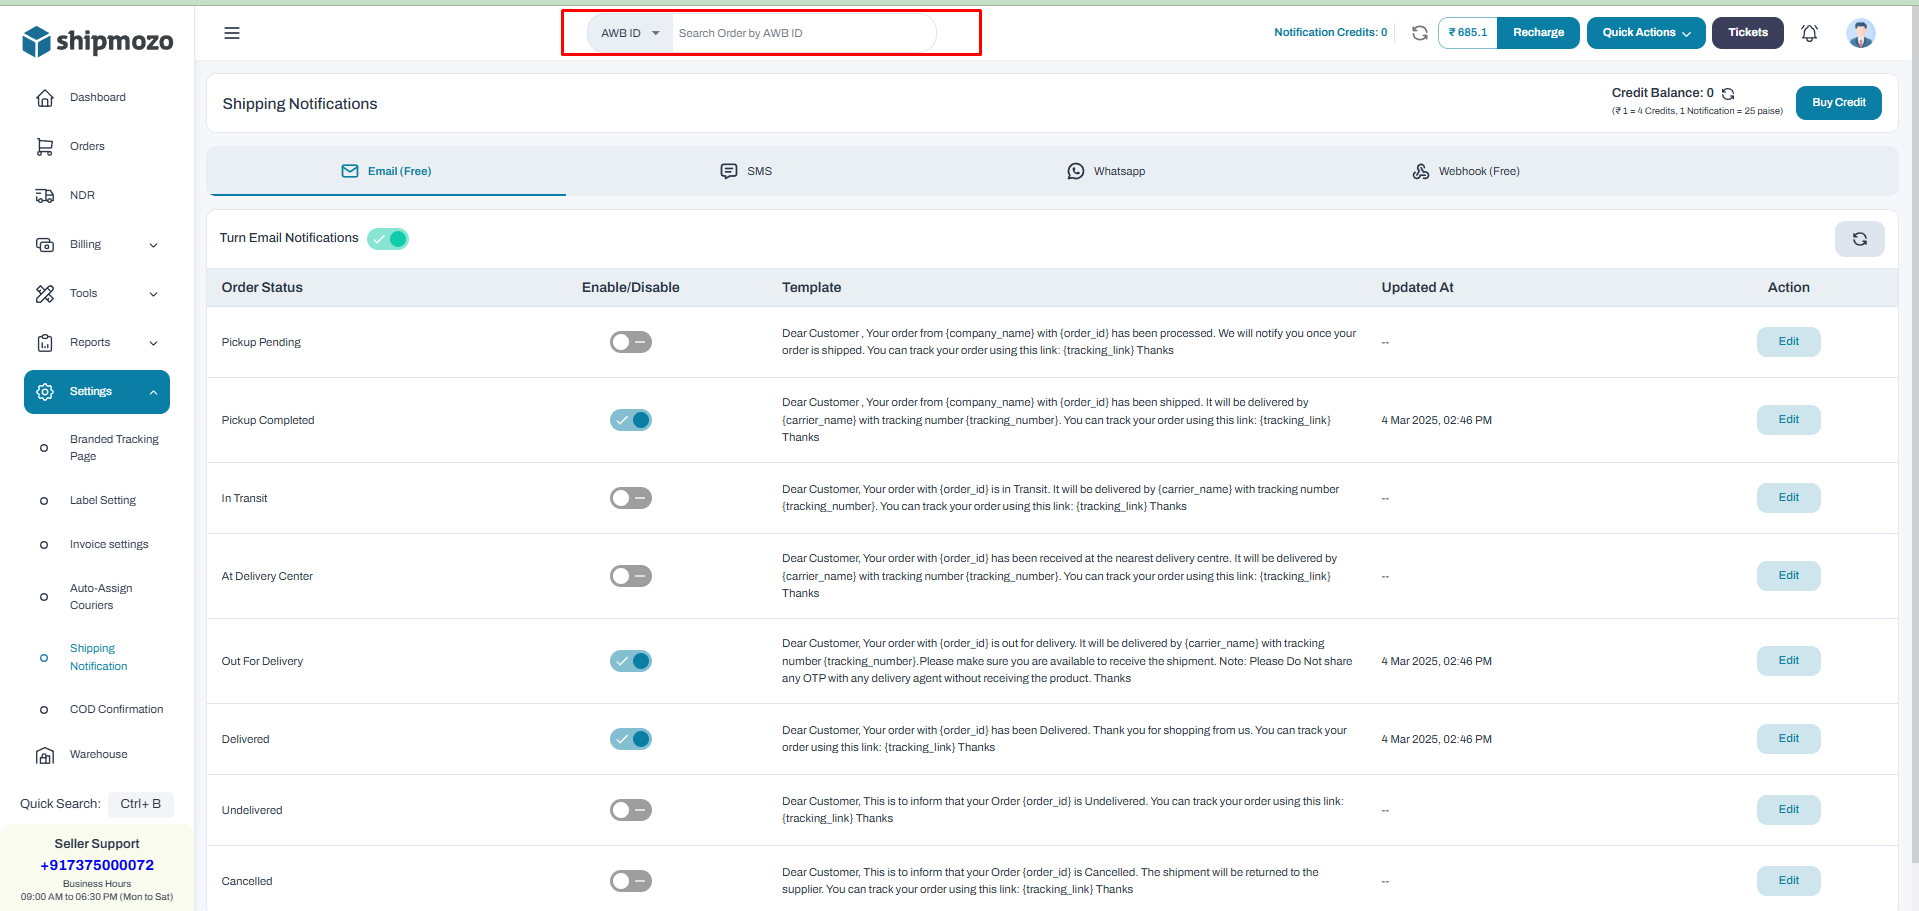 shipmozo
AWB ID
Search Order by AWB ID
Notification Credits: 0
₹ 685.1
Recharge
Quick Actions
Tickets
Dashboard
Orders
NDR
Billing
Tools
Reports
Settings
Branded Tracking
Page
Label Setting
Invoice settings
Auto-Assign
Couriers
Shipping
Notification
COD Confirmation
Warehouse
Quick Search: Ctrl+ B
Seller Support
+917375000072
Business Hours
09:00 AM to 06:30 PM (Mon to Sat)
Shipping Notifications
Credit Balance: 0
(₹ 1 = 4 Credits, 1 Notification = 25 paise)
Buy Credit
Email (Free)
SMS
Whatsapp
Webhook (Free)
Turn Email Notifications
Order Status Enable/Disable Template Updated At Action
Pickup Pending
Dear Customer , Your order from {company_name} with {order_id} has been processed. We will notify you once your
order is shipped. You can track your order using this link: {tracking_link} Thanks
--
Edit
Pickup Completed
Dear Customer , Your order from {company_name} with {order_id} has been shipped. It will be delivered by
{carrier_name} with tracking number {tracking_number}. You can track your order using this link: {tracking_link}
Thanks
4 Mar 2025, 02:46 PM
Edit
In Transit
Dear Customer, Your order with {order_id} is in Transit. It will be delivered by {carrier_name} with tracking number
{tracking_number}. You can track your order using this link: {tracking_link} Thanks
--
Edit
At Delivery Center
Dear Customer, Your order with {order_id} has been received at the nearest delivery centre. It will be delivered by
{carrier_name} with tracking number {tracking_number}. You can track your order using this link: {tracking_link}
Thanks
--
Edit
Out For Delivery
Dear Customer, Your order with {order_id} is out for delivery. It will be delivered by {carrier_name} with tracking
number {tracking_number}.Please make sure you are available to receive the shipment. Note: Please Do Not share
any OTP with any delivery agent without receiving the product. Thanks
4 Mar 2025, 02:46 PM
Edit
Delivered
Dear Customer, Your order with {order_id} has been Delivered. Thank you for shopping from us. You can track your
order using this link: {tracking_link} Thanks
4 Mar 2025, 02:46 PM
Edit
Undelivered
Dear Customer, This is to inform that your Order {order_id} is Undelivered. You can track your order using this link:
{tracking_link} Thanks
--
Edit
Cancelled
Dear Customer, This is to inform that your Order {order_id} is Cancelled. The shipment will be returned to the
supplier. You can track your order using this link: {tracking_link} Thanks
--
Edit